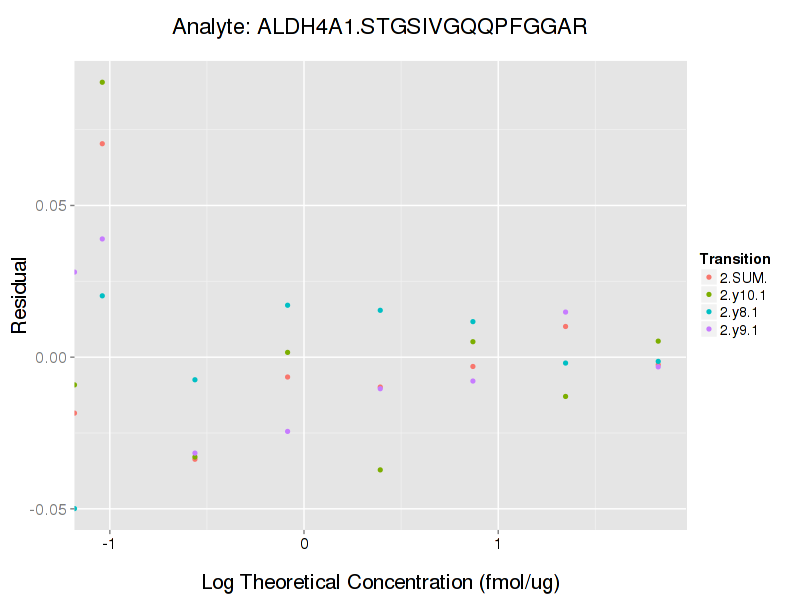 Analyte: ALDH4A1.STGSIVGQQPFGGAR
Residual
0.05
0.00
-0.05
-1
0
1
Log Theoretical Concentration (fmol/ug)
Transition
2.SUM.
2.y10.1
2.y8.1
2.y9.1